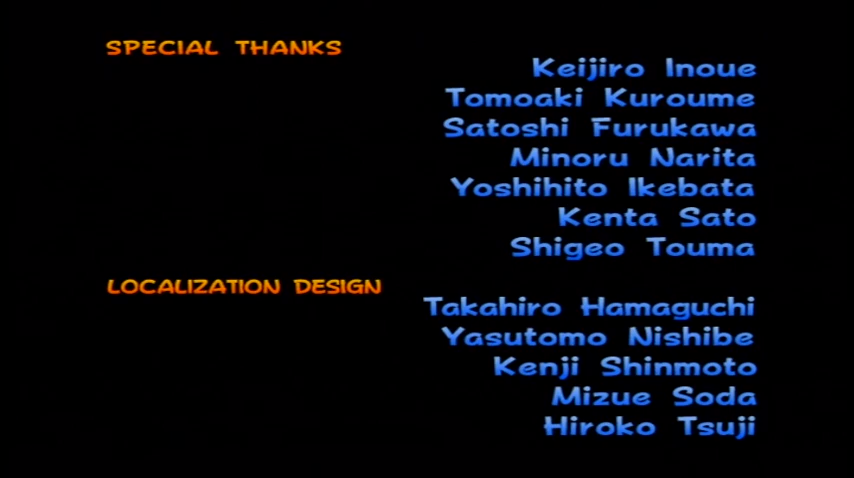 SPECIAL THANKS
Keijiro Inoue
Tomoaki Kuroume
Satoshi Furukawa
Minoru Narita
Yoshihito Ikebata
Kenta Sato
Shigeo Touma
LOCALIZATION DESIGN
Takahiro Hamaguchi
Yasutomo Nishibe
Kenji Shinmoto
Mizue Soda
Hiroko Tsuji